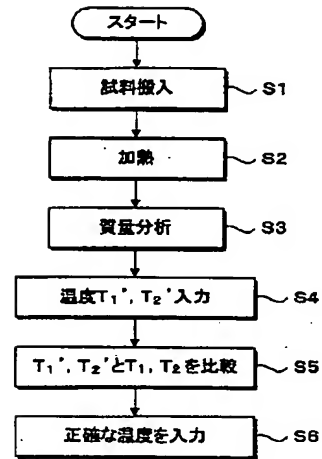 スタート
試料搬入 S1
加熱 S2
質量分析 S3
温度T₁', T₂'入力 S4
T₁', T₂'とT₁, T₂を比較 S5
正確な温度を入力 S6